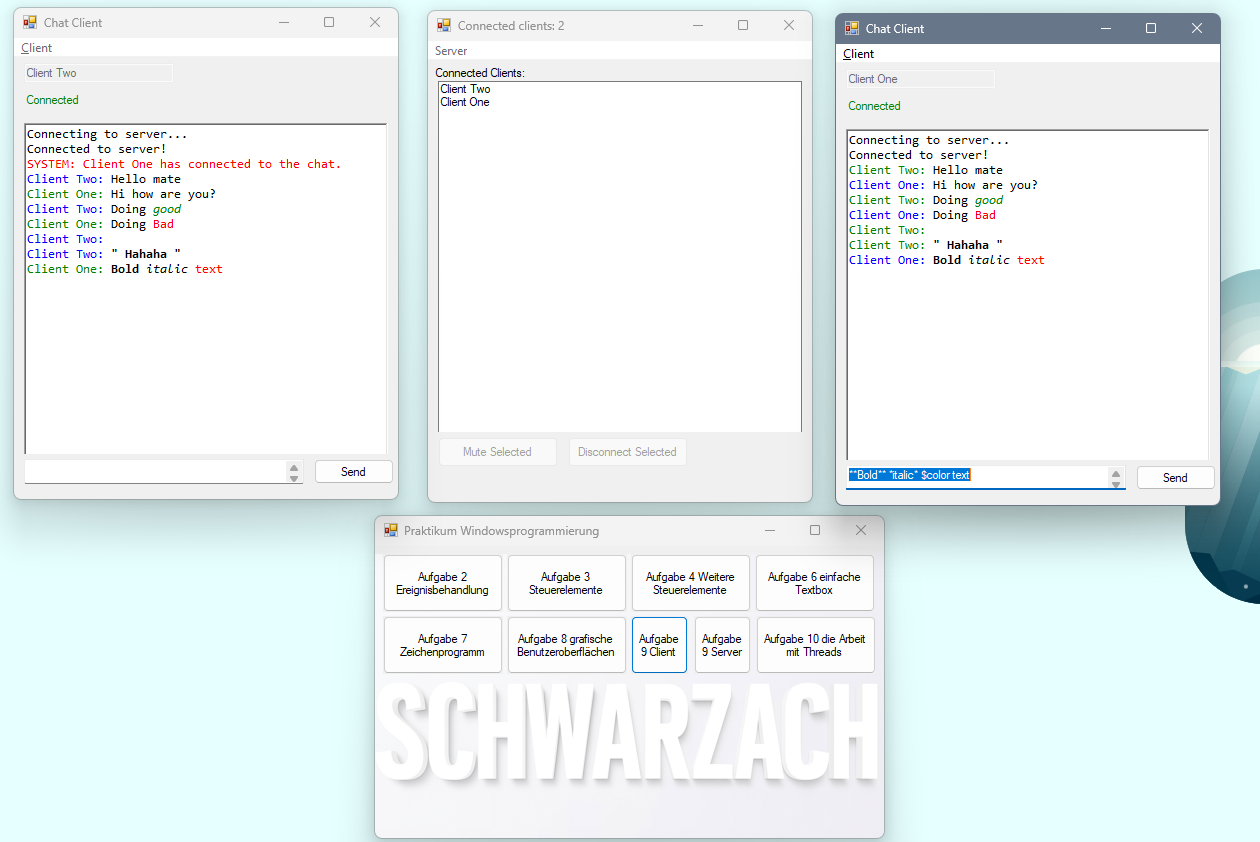 Chat Client
Client
Client Two
Connected
Connecting to server...
Connected to server!
SYSTEM: Client One has connected to the chat.
Client Two: Hello mate
Client One: Hi how are you?
Client Two: Doing good
Client One: Doing Bad
Client Two:
Client Two: " Hahaha "
Client One: Bold italic text
Send
Connected clients: 2
Server
Connected Clients:
Client Two
Client One
Mute Selected
Disconnect Selected
Chat Client
Client
Client One
Connected
Connecting to server...
Connected to server!
Client Two: Hello mate
Client One: Hi how are you?
Client Two: Doing good
Client One: Doing Bad
Client Two:
Client Two: " Hahaha "
Client One: Bold italic text
**Bold** *italic* $color text
Send
Praktikum Windowsprogrammierung
Aufgabe 2
Ereignisbehandlung
Aufgabe 3
Steuerelemente
Aufgabe 4 Weitere
Steuerelemente
Aufgabe 6 einfache
Textbox
Aufgabe 7
Zeichenprogramm
Aufgabe 8 grafische
Benutzeroberflächen
Aufgabe
9 Client
Aufgabe
9 Server
Aufgabe 10 die Arbeit
mit Threads
SCHWARZACH